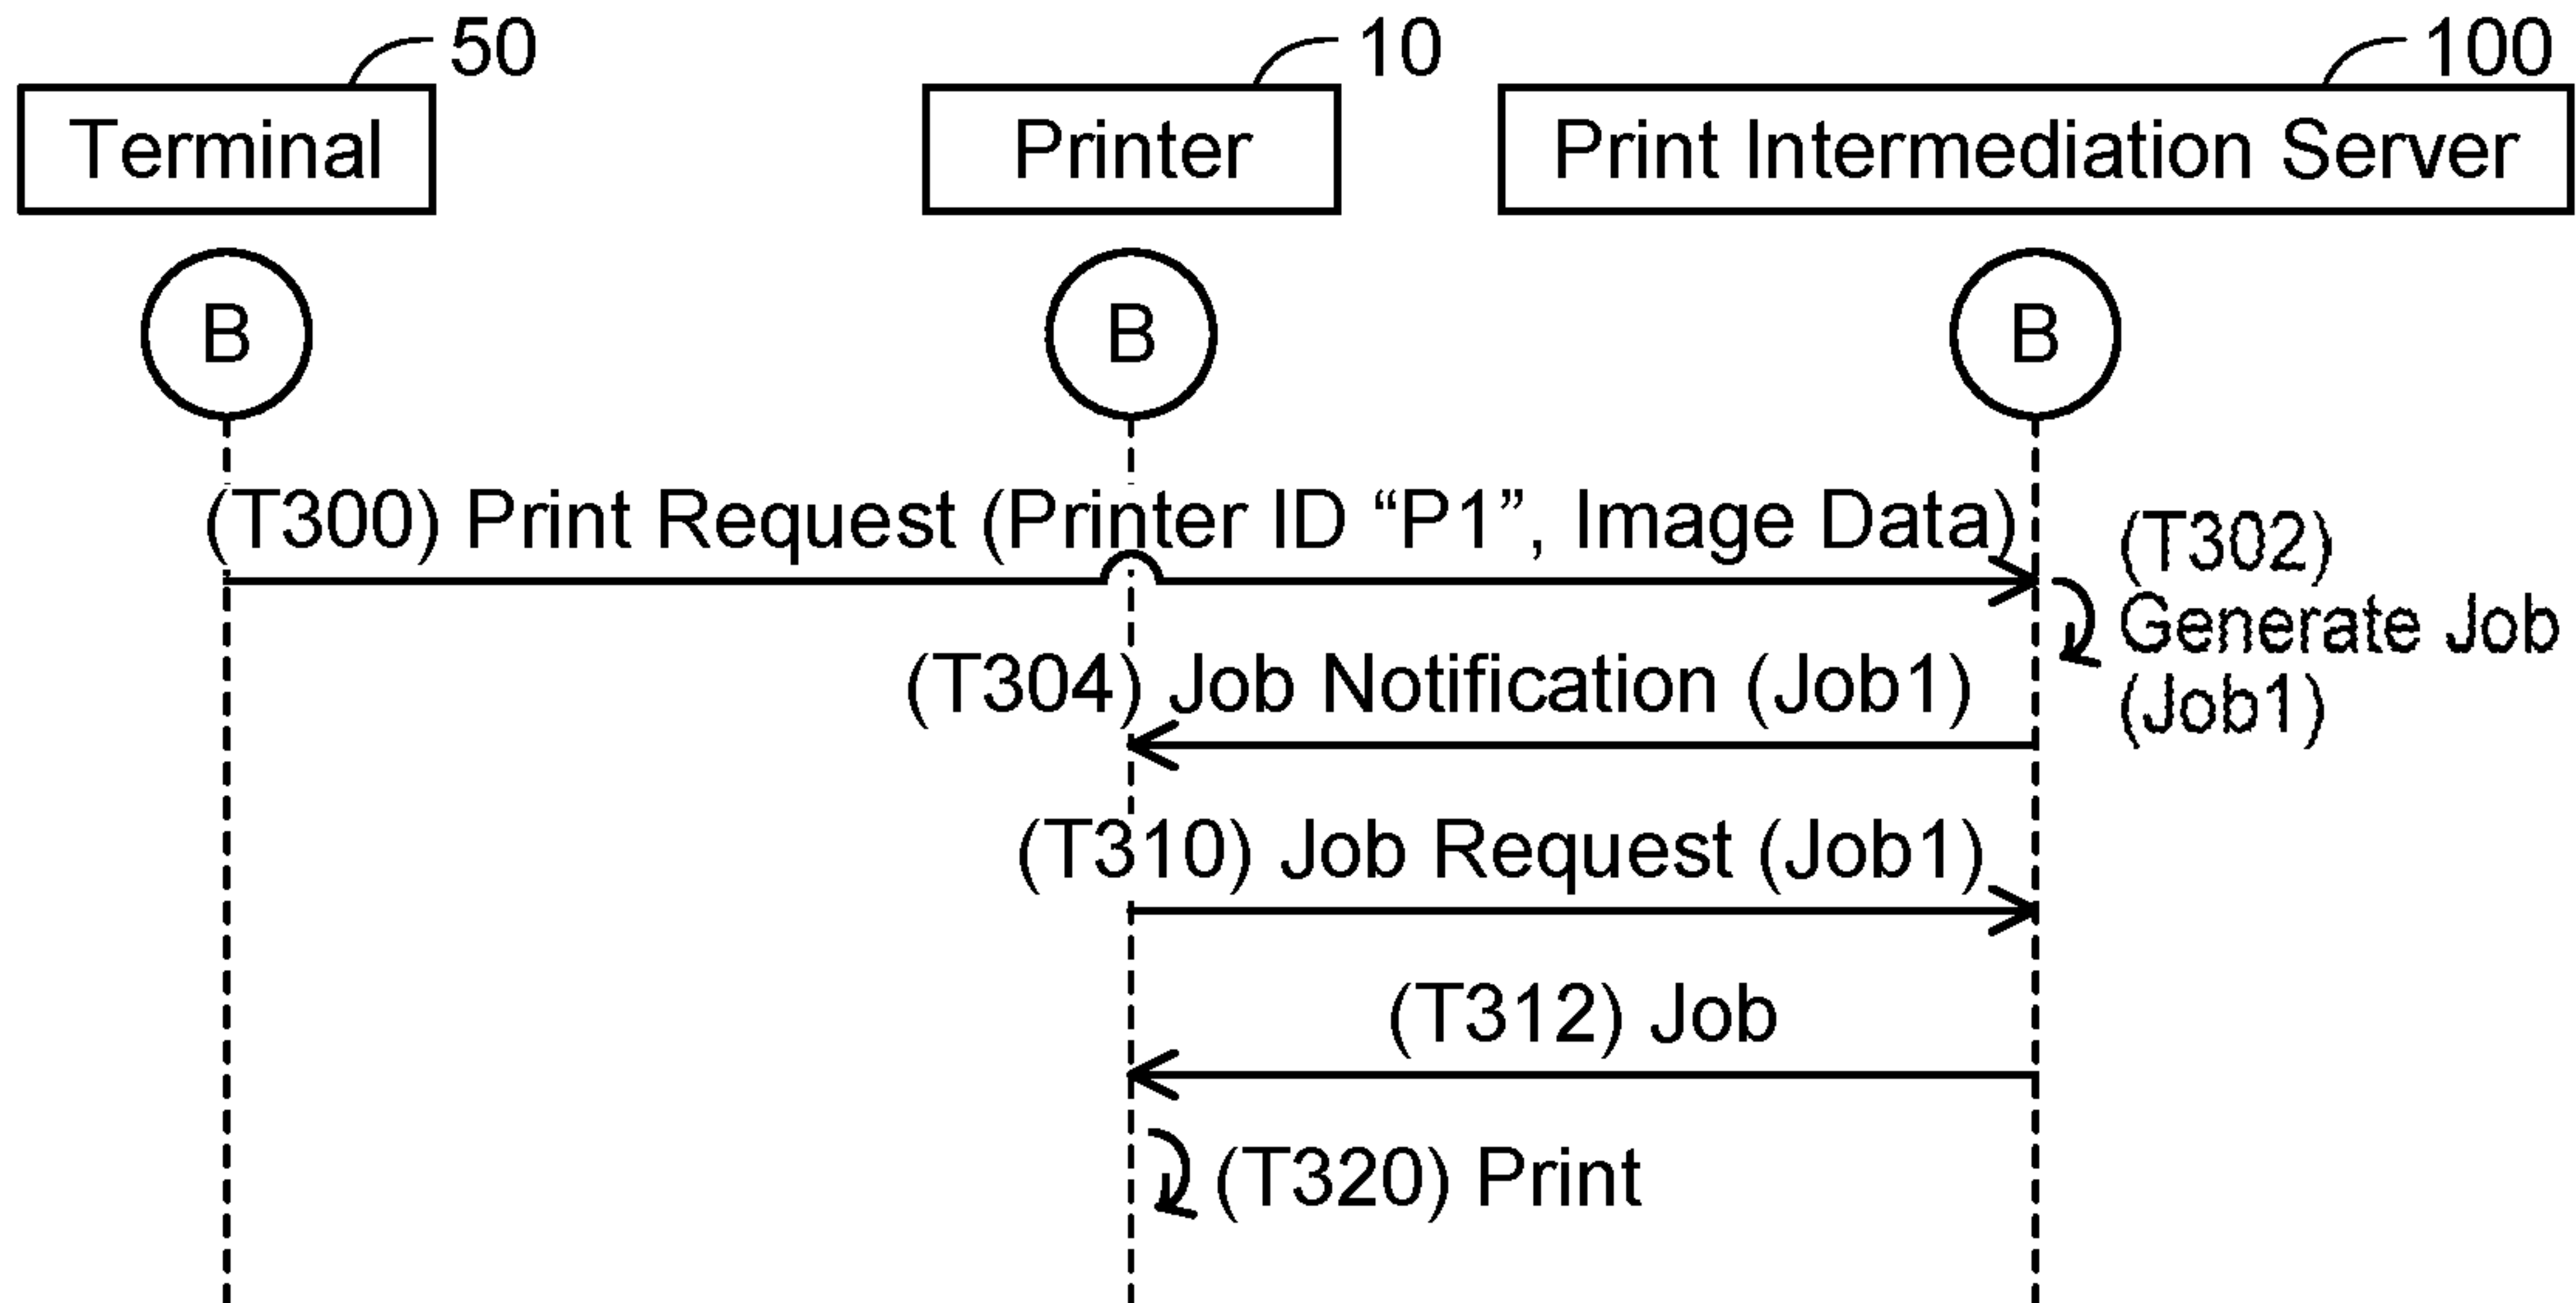 50
10
100
Terminal
Printer
Print Intermediation Server
B
B
B
(T300) Print Request (Printer ID “P1”, Image Data)
(T302)
Generate Job
(Job1)
(T304) Job Notification (Job1)
(T310) Job Request (Job1)
(T312) Job
(T320) Print